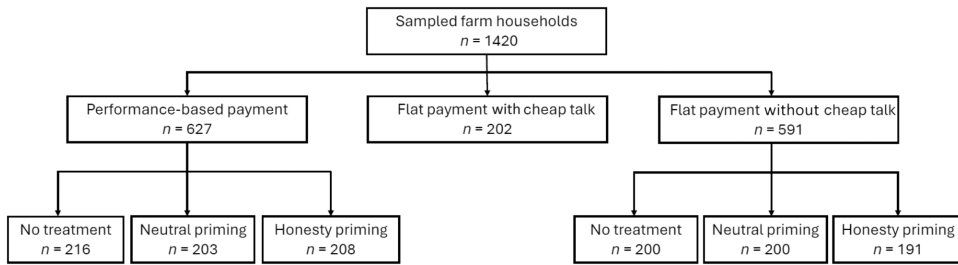 Sampled farm households
n = 1420
Performance-based payment
n = 627
Flat payment with cheap talk
n = 202
Flat payment without cheap talk
n = 591
No treatment
n = 216
Neutral priming
n = 203
Honesty priming
n = 208
No treatment
n = 200
Neutral priming
n = 200
Honesty priming
n = 191